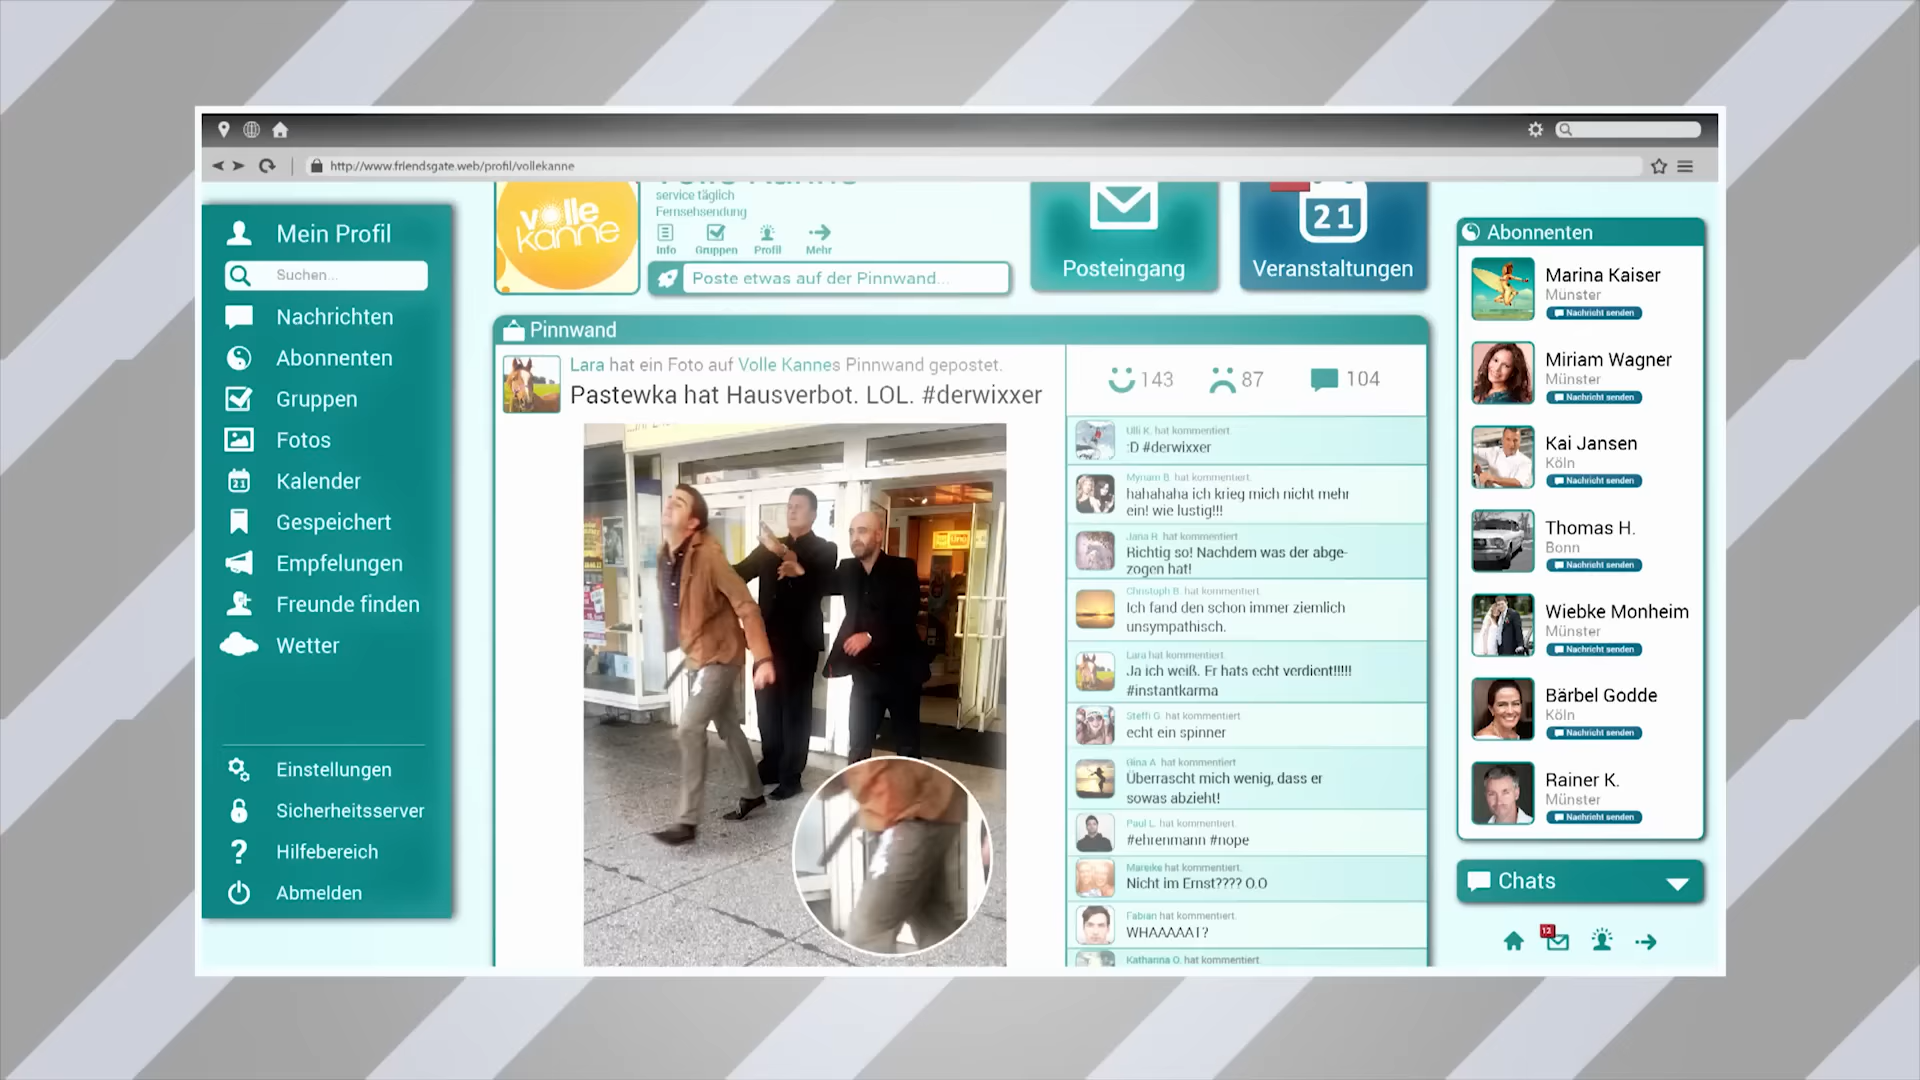 http://www.friendsgate.web/profil/vollekanne
Mein Profil
Suchen...
Nachrichten
Abonnenten
Gruppen
Fotos
21
Kalender
Gespeichert
Empfelungen
Freunde finden
Wetter
Einstellungen
Sicherheitsserver
?
Hilfebereich
Abmelden
volle
kanne
Volle Kanne
service täglich
Fernsehsendung
Info Gruppen Profil Mehr
Poste etwas auf der Pinnwand...
Posteingang
21
Veranstaltungen
Pinnwand
Lara hat ein Foto auf Volle Kannes Pinnwand gepostet.
Pastewka hat Hausverbot. LOL. #derwixxer
143 87 104
Ulli K. hat kommentiert.
:D #derwixxer
Myriam B. hat kommentiert.
hahahaha ich krieg mich nicht mehr
ein! wie lustig!!!
Jana R. hat kommentiert
Richtig so! Nachdem was der abge-
zogen hat!
Christoph B. hat kommentiert.
Ich fand den schon immer ziemlich
unsympathisch.
Lara hat kommentiert.
Ja ich weiß. Er hats echt verdient!!!!!
#instantkarma
Steffi G. hat kommentiert.
echt ein spinner
Gina A. hat kommentiert
Überrascht mich wenig, dass er
sowas abzieht!
Paul L. hat kommentiert.
#ehrenmann #nope
Mareike hat kommentiert.
Nicht im Ernst???? O.O
Fabian hat kommentiert.
WHAAAAAT?
Katharina O. hat kommentiert.
Abonnenten
Marina Kaiser
Münster
Nachricht senden
Miriam Wagner
Münster
Nachricht senden
Kai Jansen
Köln
Nachricht senden
Thomas H.
Bonn
Nachricht senden
Wiebke Monheim
Münster
Nachricht senden
Bärbel Godde
Köln
Nachricht senden
Rainer K.
Münster
Nachricht senden
Chats
12